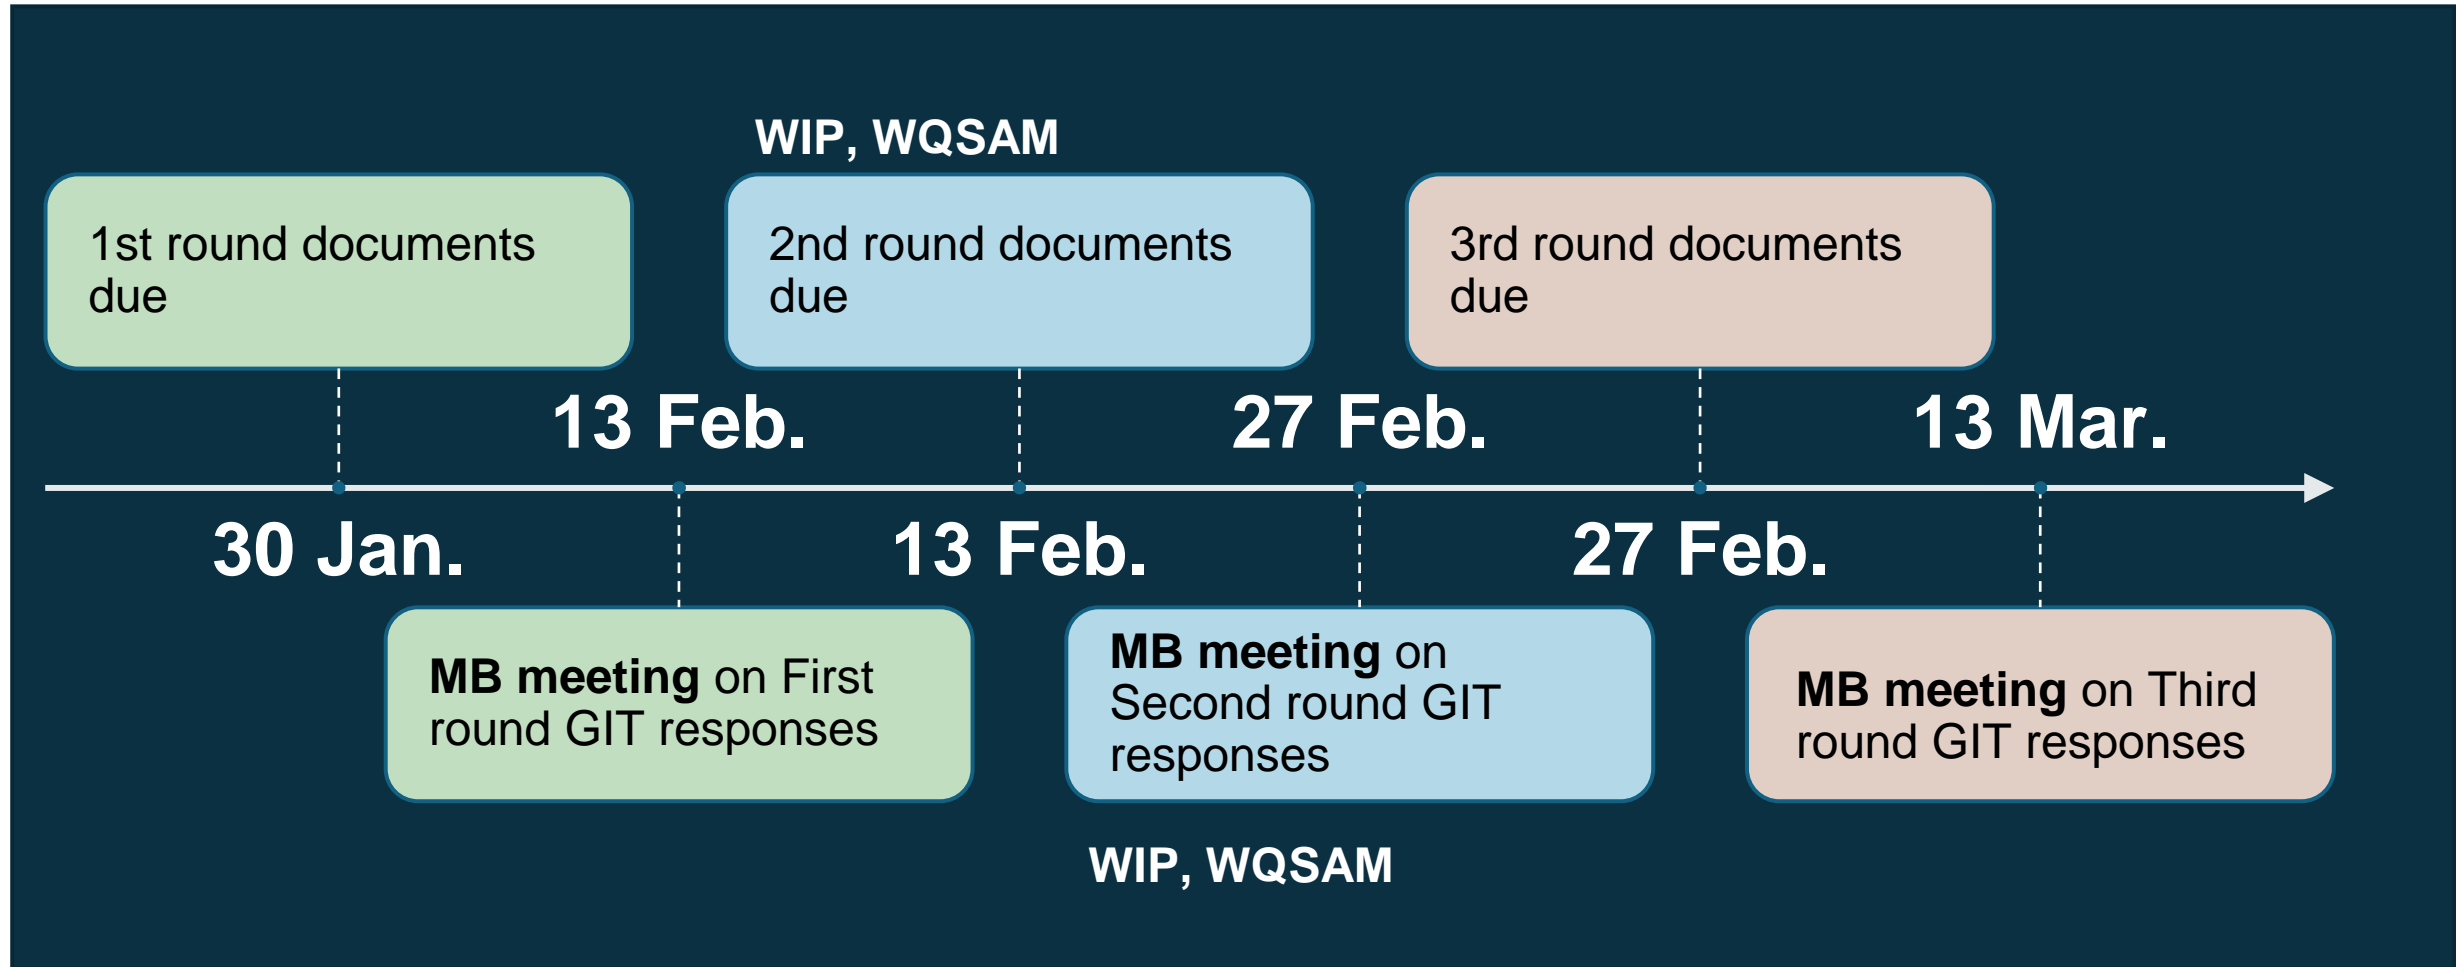 WIP, WQSAM
1st round documents
due
2nd round documents
due
3rd round documents
due
13 Feb.
27 Feb.
13 Mar.
30 Jan.
13 Feb.
27 Feb.
MB meeting on First
round GIT responses
MB meeting on
Second round GIT
responses
MB meeting on Third
round GIT responses
WIP, WQSAM